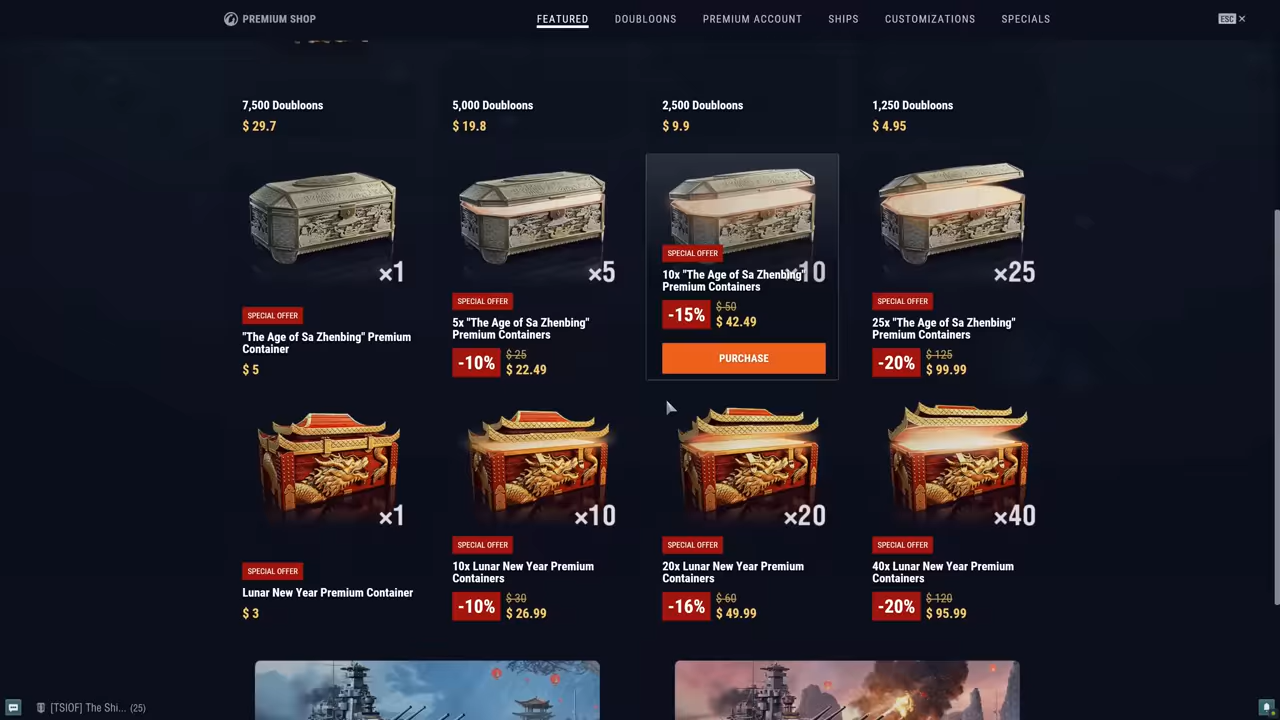 PREMIUM SHOP
FEATURED
DOUBLOONS
PREMIUM ACCOUNT
SHIPS
CUSTOMIZATIONS
SPECIALS
ESC ×
7,500 Doubloons
$ 29.7
5,000 Doubloons
$ 19.8
2,500 Doubloons
$ 9.9
1,250 Doubloons
$ 4.95
×1
SPECIAL OFFER
"The Age of Sa Zhenbing" Premium
Container
$ 5
×5
SPECIAL OFFER
5x "The Age of Sa Zhenbing"
Premium Containers
-10%
$ 25
$ 22.49
×10
SPECIAL OFFER
10x "The Age of Sa Zhenbing"
Premium Containers
-15%
$ 50
$ 42.49
PURCHASE
×25
SPECIAL OFFER
25x "The Age of Sa Zhenbing"
Premium Containers
-20%
$ 125
$ 99.99
×1
SPECIAL OFFER
Lunar New Year Premium Container
$ 3
×10
SPECIAL OFFER
10x Lunar New Year Premium
Containers
-10%
$ 30
$ 26.99
×20
SPECIAL OFFER
20x Lunar New Year Premium
Containers
-16%
$ 60
$ 49.99
×40
SPECIAL OFFER
40x Lunar New Year Premium
Containers
-20%
$ 120
$ 95.99
[TSIOF] The Shi... (25)